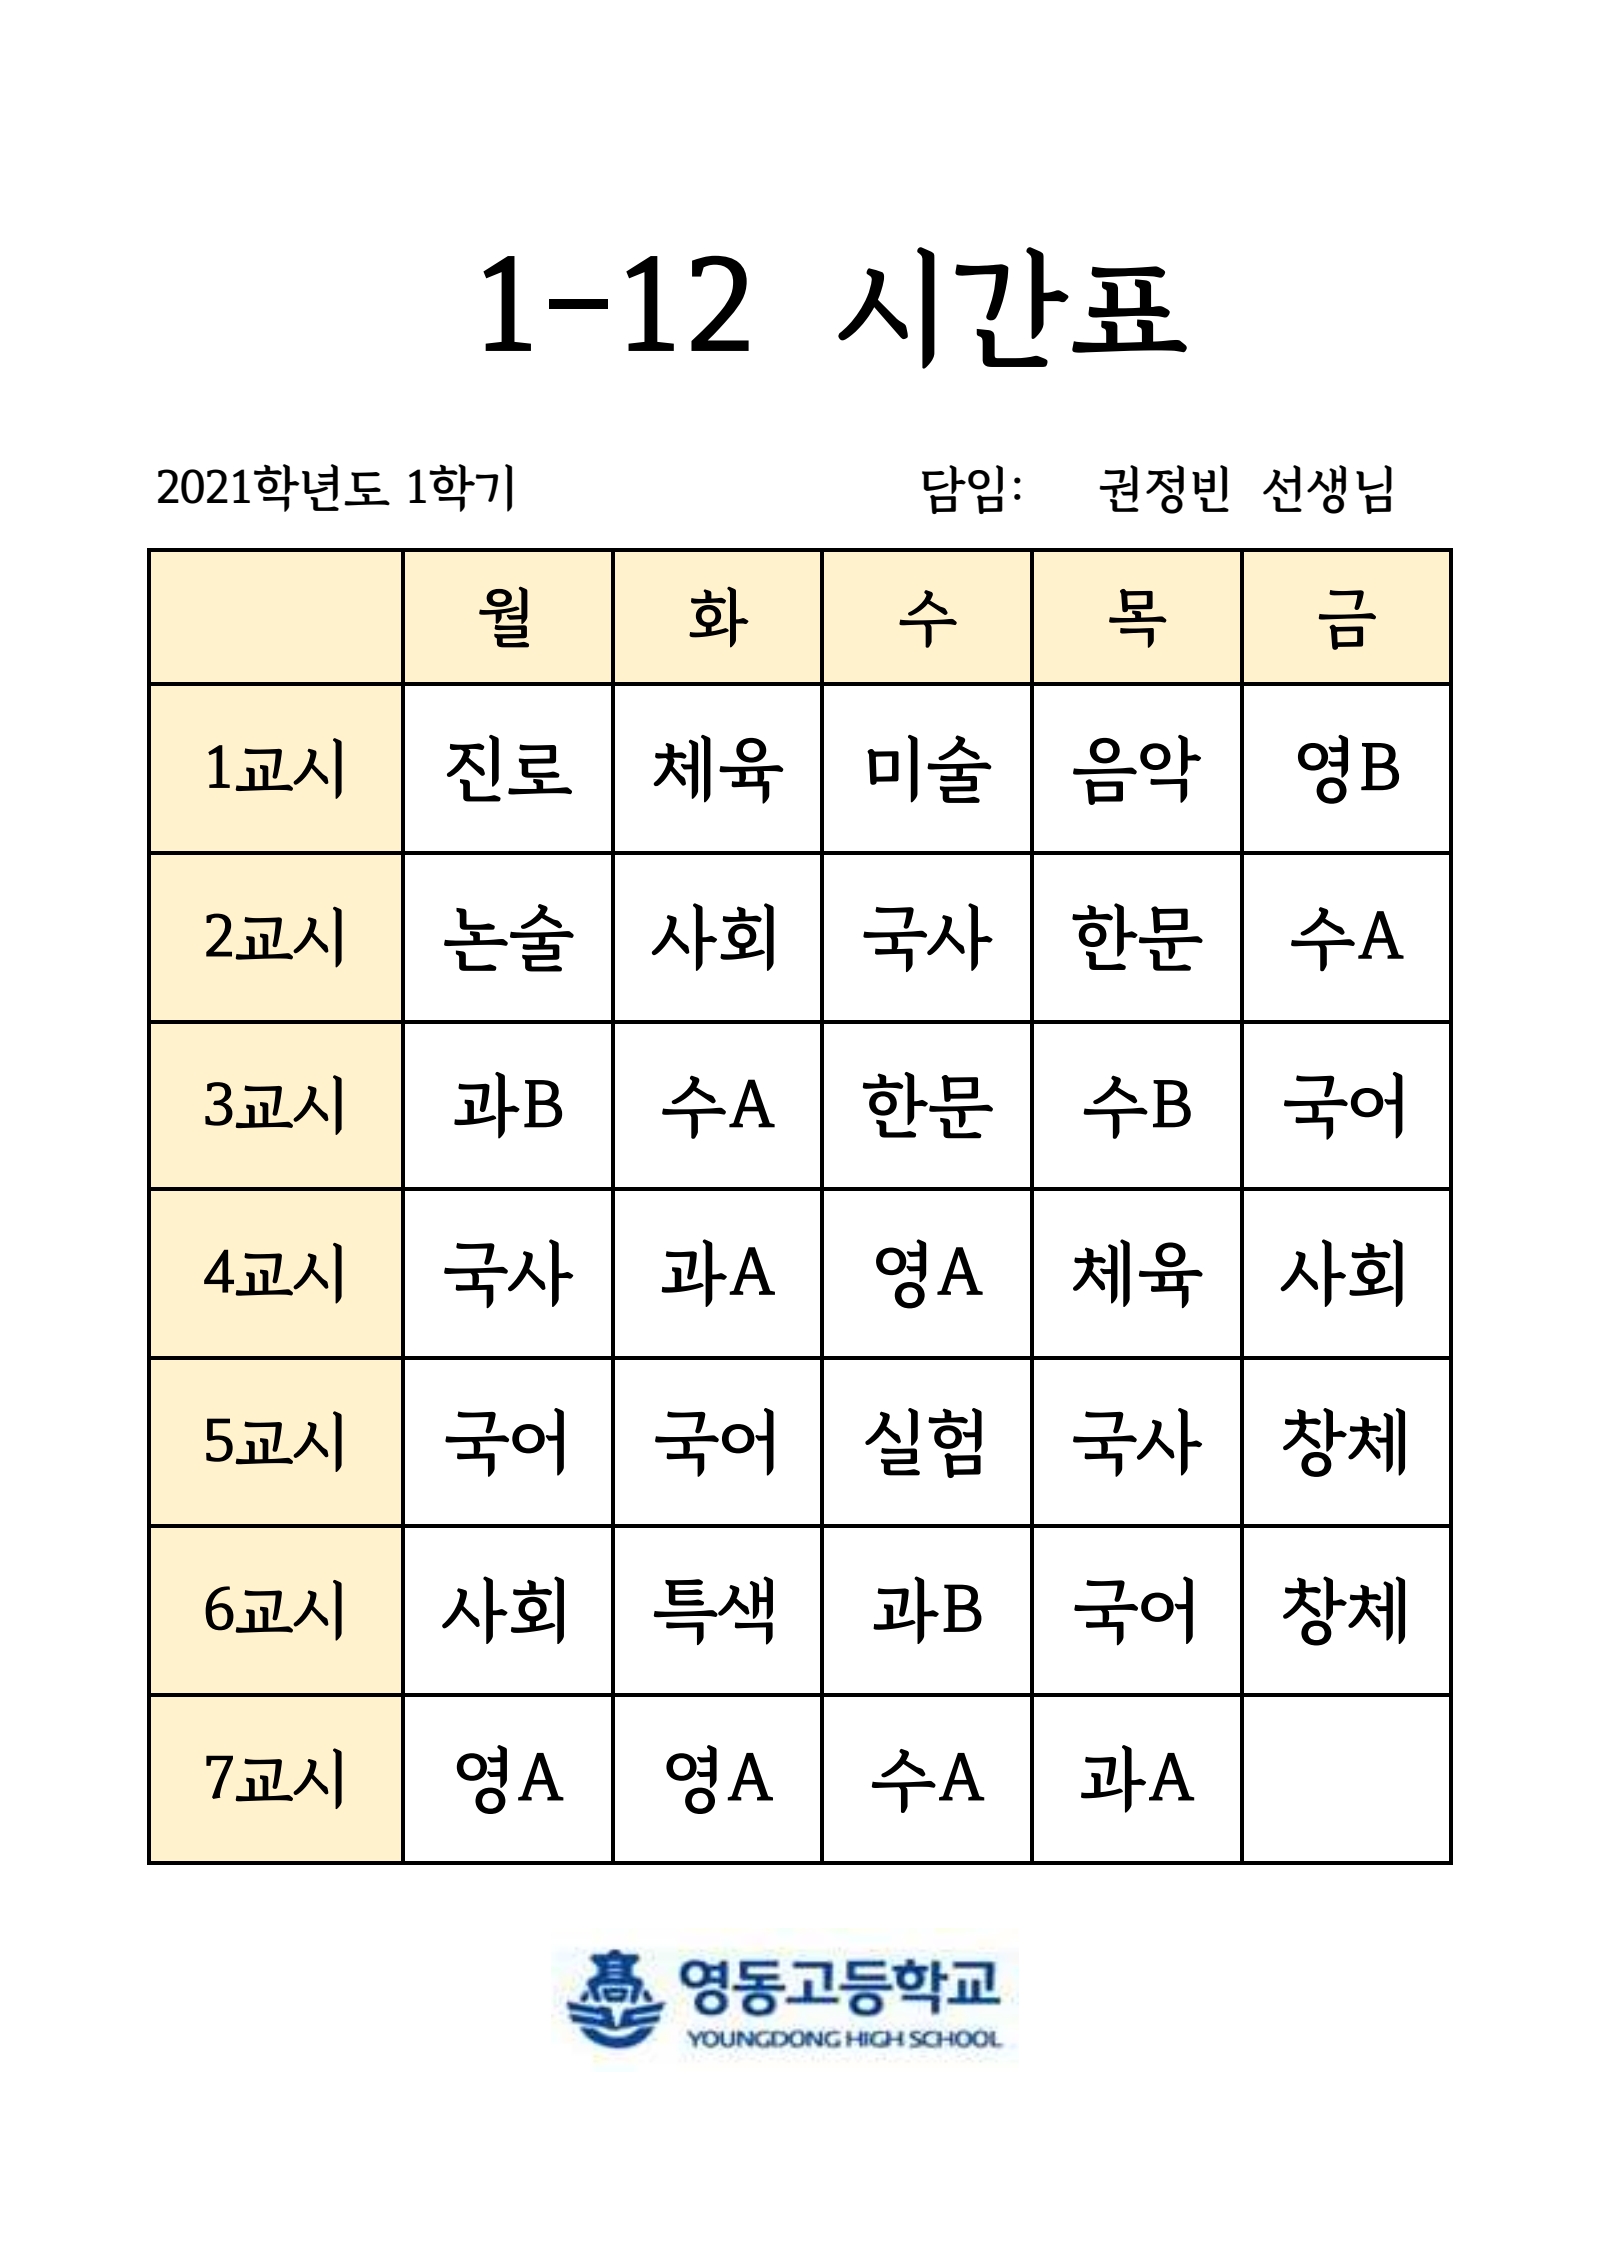 1-12 시간표
2021학년도 1학기 담임: 권정빈 선생님
월 화 수 목 금
1교시 진로 체육 미술 음악 영B
2교시 논술 사회 국사 한문 수A
3교시 과B 수A 한문 수B 국어
4교시 국사 과A 영A 체육 사회
5교시 국어 국어 실험 국사 창체
6교시 사회 특색 과B 국어 창체
7교시 영A 영A 수A 과A
高
영동고등학교
YOUNGDONG HIGH SCHOOL